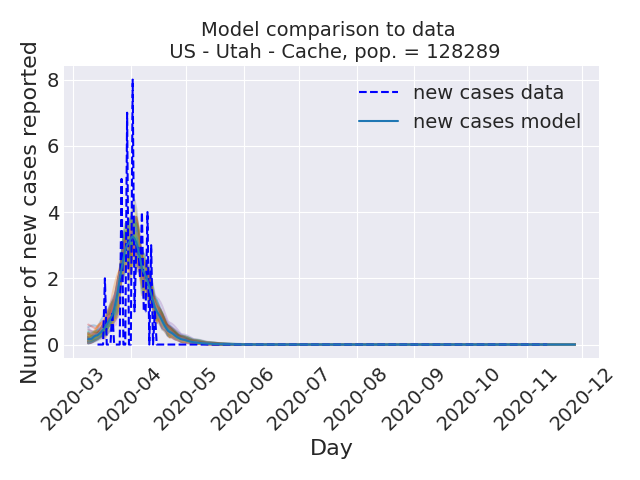 Model comparison to data
US - Utah - Cache, pop. = 128289
Number of new cases reported
8
6
4
2
0
new cases data
new cases model
2020-03
2020-04
2020-05
2020-06
2020-07
2020-08
2020-09
2020-10
2020-11
2020-12
Day